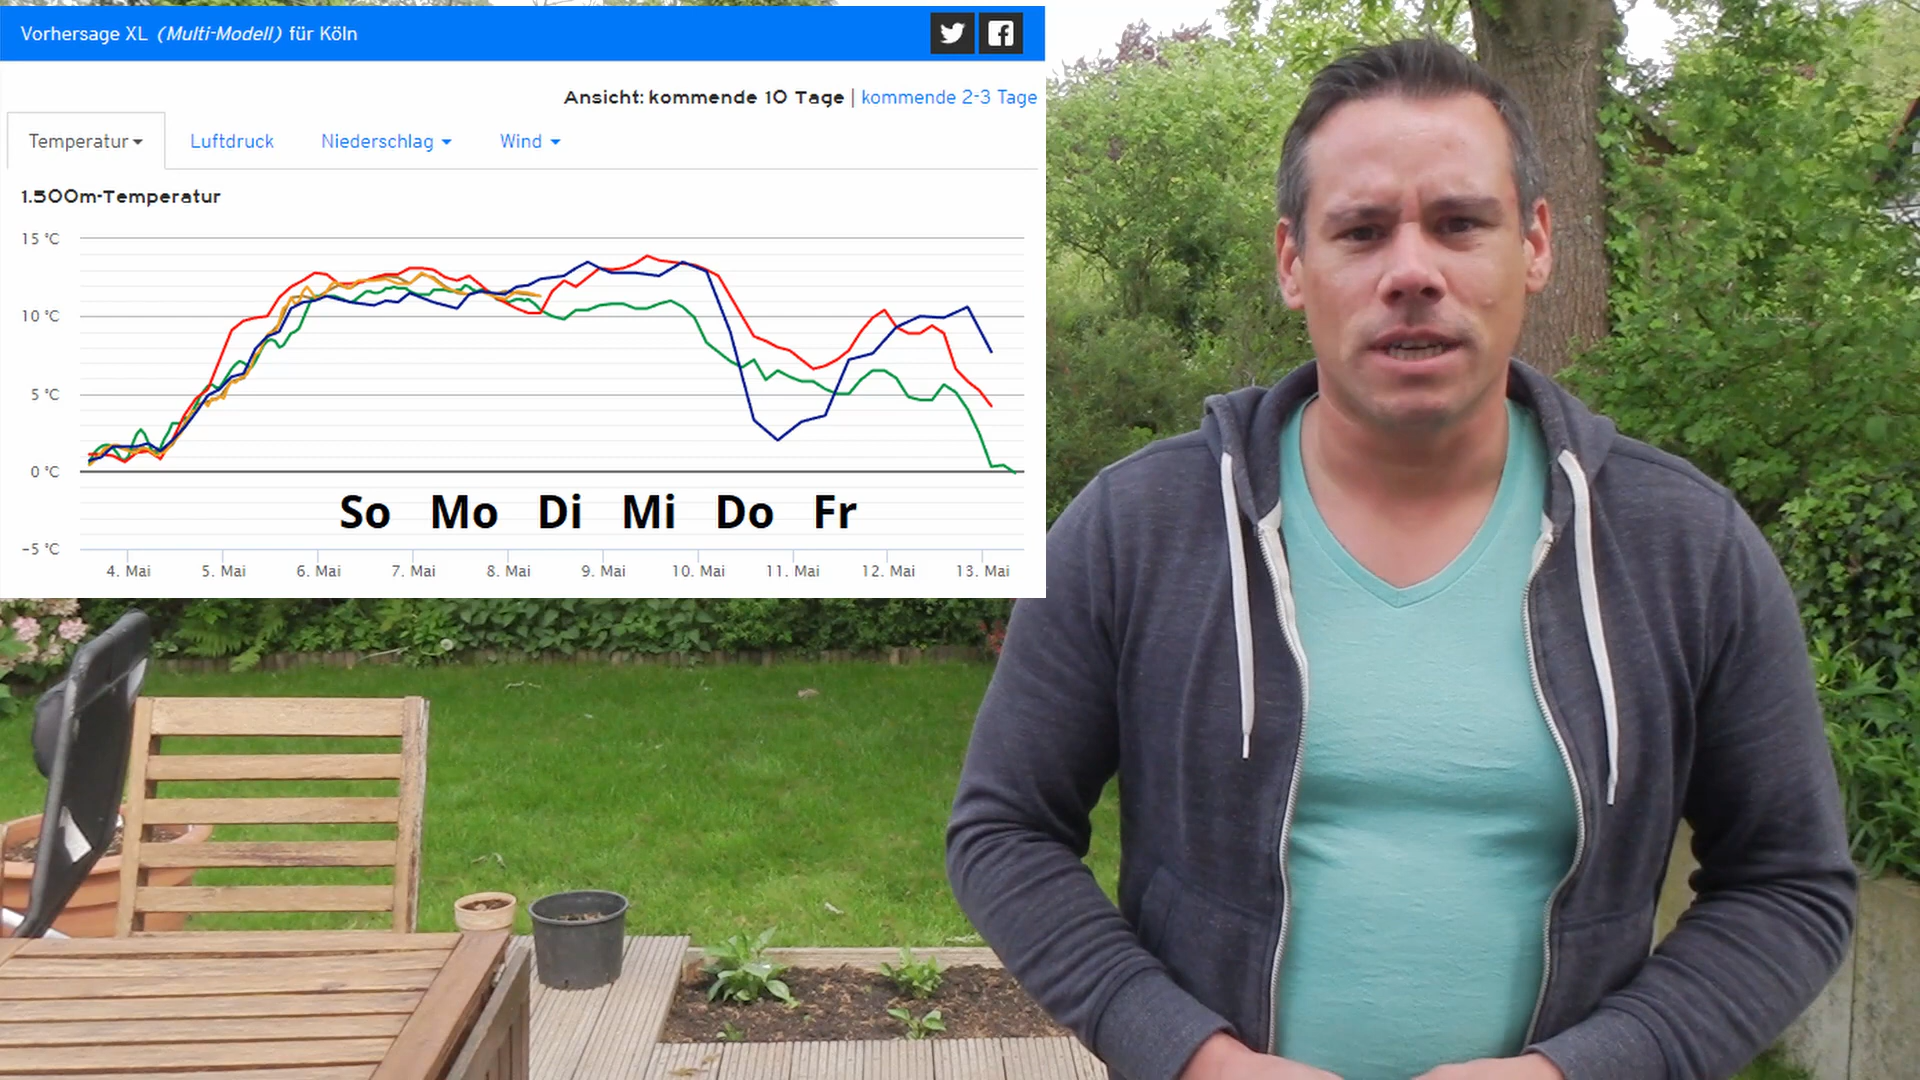 Vorhersage XL (Multi-Modell) für Köln
Ansicht: kommende 10 Tage | kommende 2-3 Tage
Temperatur Luftdruck Niederschlag Wind
1.500m-Temperatur
15 °C
10 °C
5 °C
0 °C
So Mo Di Mi Do Fr
-5 °C
4. Mai 5. Mai 6. Mai 7. Mai 8. Mai 9. Mai 10. Mai 11. Mai 12. Mai 13. Mai